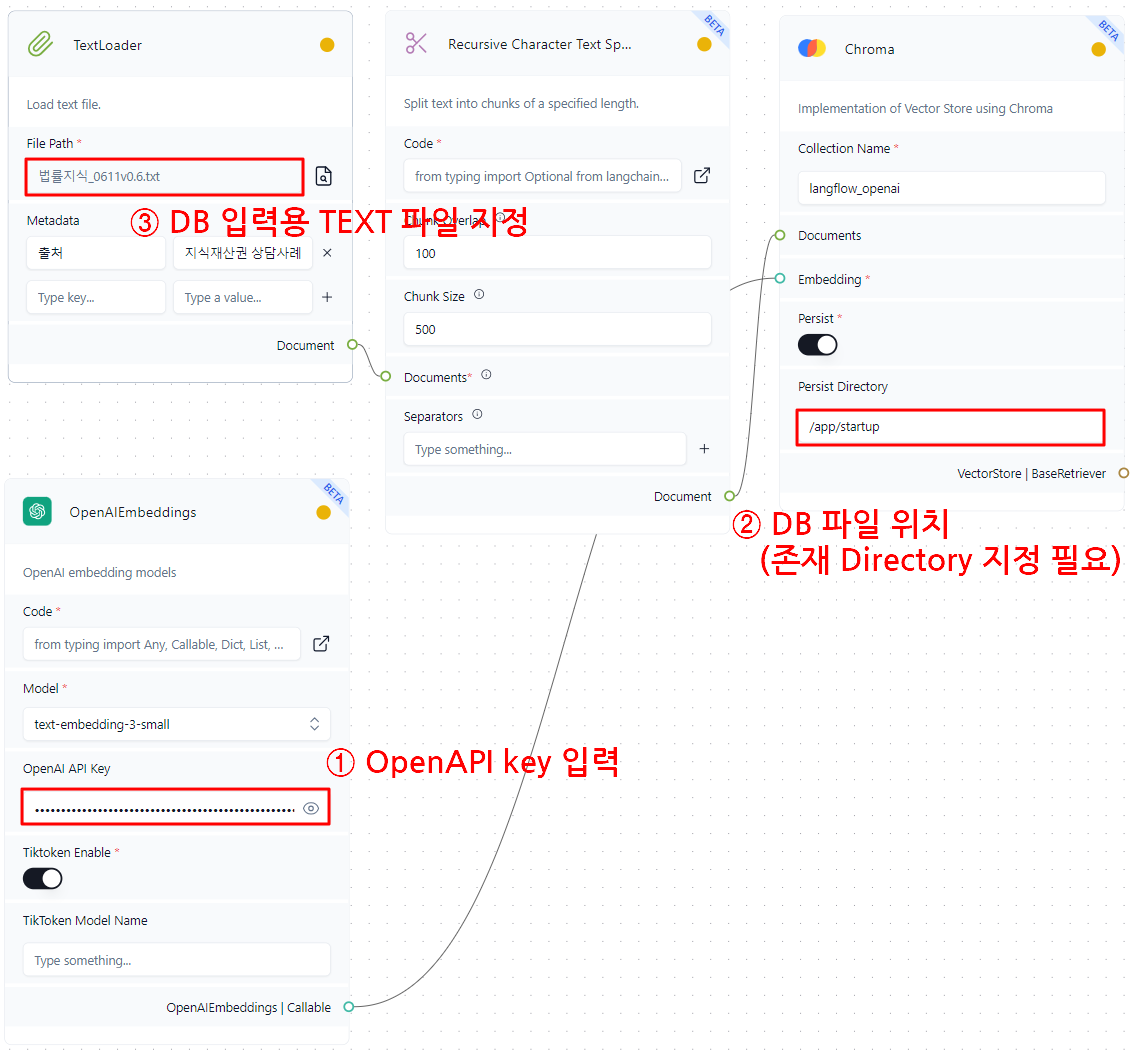 TextLoader
Load text file.
File Path *
법률지식_0611v0.6.txt
③ DB 입력용 TEXT 파일 지정
Metadata
출처
지식재산권 상담사례
Type key...
Type a value...
Document
BETA
Recursive Character Text Sp...
Split text into chunks of a specified length.
Code *
from typing import Optional from langchain...
Chunk Overlap
100
Chunk Size
500
Documents*
Separators
Type something...
Document
BETA
Chroma
Implementation of Vector Store using Chroma
Collection Name *
langflow_openai
Documents
Embedding *
Persist *
Persist Directory
/app/startup
VectorStore | BaseRetriever
② DB 파일 위치
(존재 Directory 지정 필요)
BETA
OpenAIEmbeddings
OpenAI embedding models
Code *
from typing import Any, Callable, Dict, List, ...
Model *
text-embedding-3-small
① OpenAPI key 입력
OpenAI API Key
Tiktoken Enable *
TikToken Model Name
Type something...
OpenAIEmbeddings | Callable